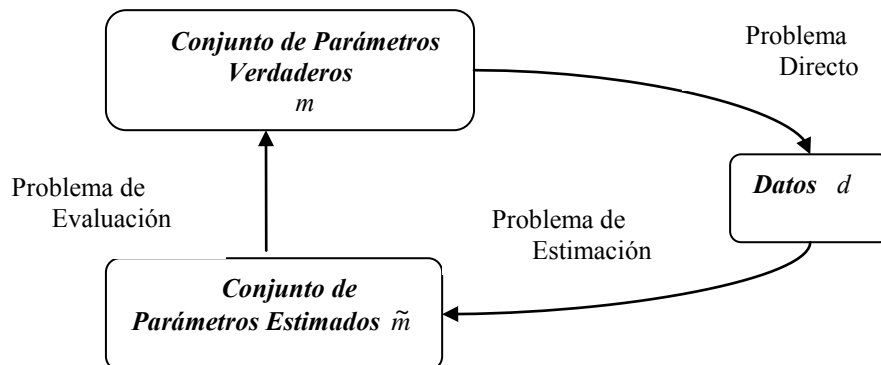 Conjunto de Parámetros
Verdaderos
m
Problema
Directo
Datos d
Problema de
Evaluación
Problema de
Estimación
Conjunto de
Parámetros Estimados m̃